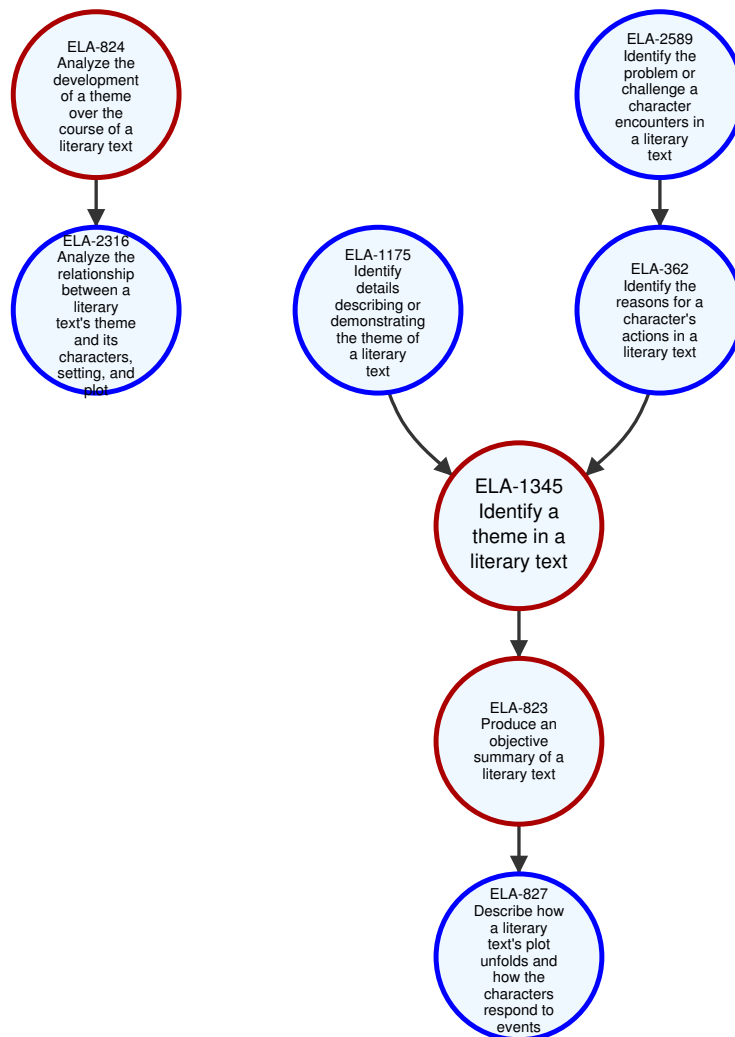 ELA-824
Analyze the
development
of a theme
over the
course of a
literary text
ELA-2589
Identify the
problem or
challenge a
character
encounters in
a literary
text
ELA-2316
Analyze the
relationship
between a
literary
text's theme
and its
characters,
setting, and
plot
ELA-1175
Identify
details
describing or
demonstrating
the theme of
a literary
text
ELA-362
Identify the
reasons for a
character's
actions in a
literary text
ELA-1345
Identify a
theme in a
literary text
ELA-823
Produce an
objective
summary of a
literary text
ELA-827
Describe how
a literary
text's plot
unfolds and
how the
characters
respond to
events